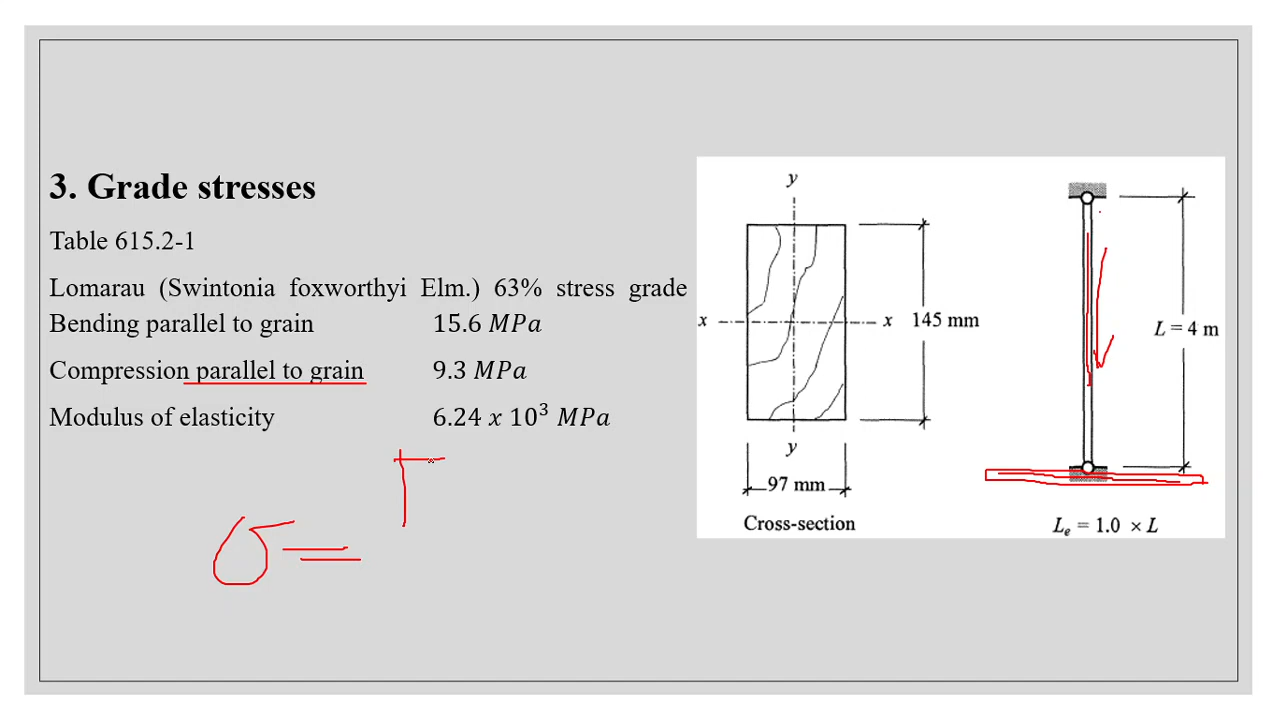 3. Grade stresses
Table 615.2-1
Lomarau (Swintonia foxworthyi Elm.) 63% stress grade
Bending parallel to grain 15.6 MPa
Compression parallel to grain 9.3 MPa
Modulus of elasticity 6.24 x 10³ MPa
σ =
y
x x
145 mm
y
97 mm
Cross-section
L = 4 m
Lₑ = 1.0 × L